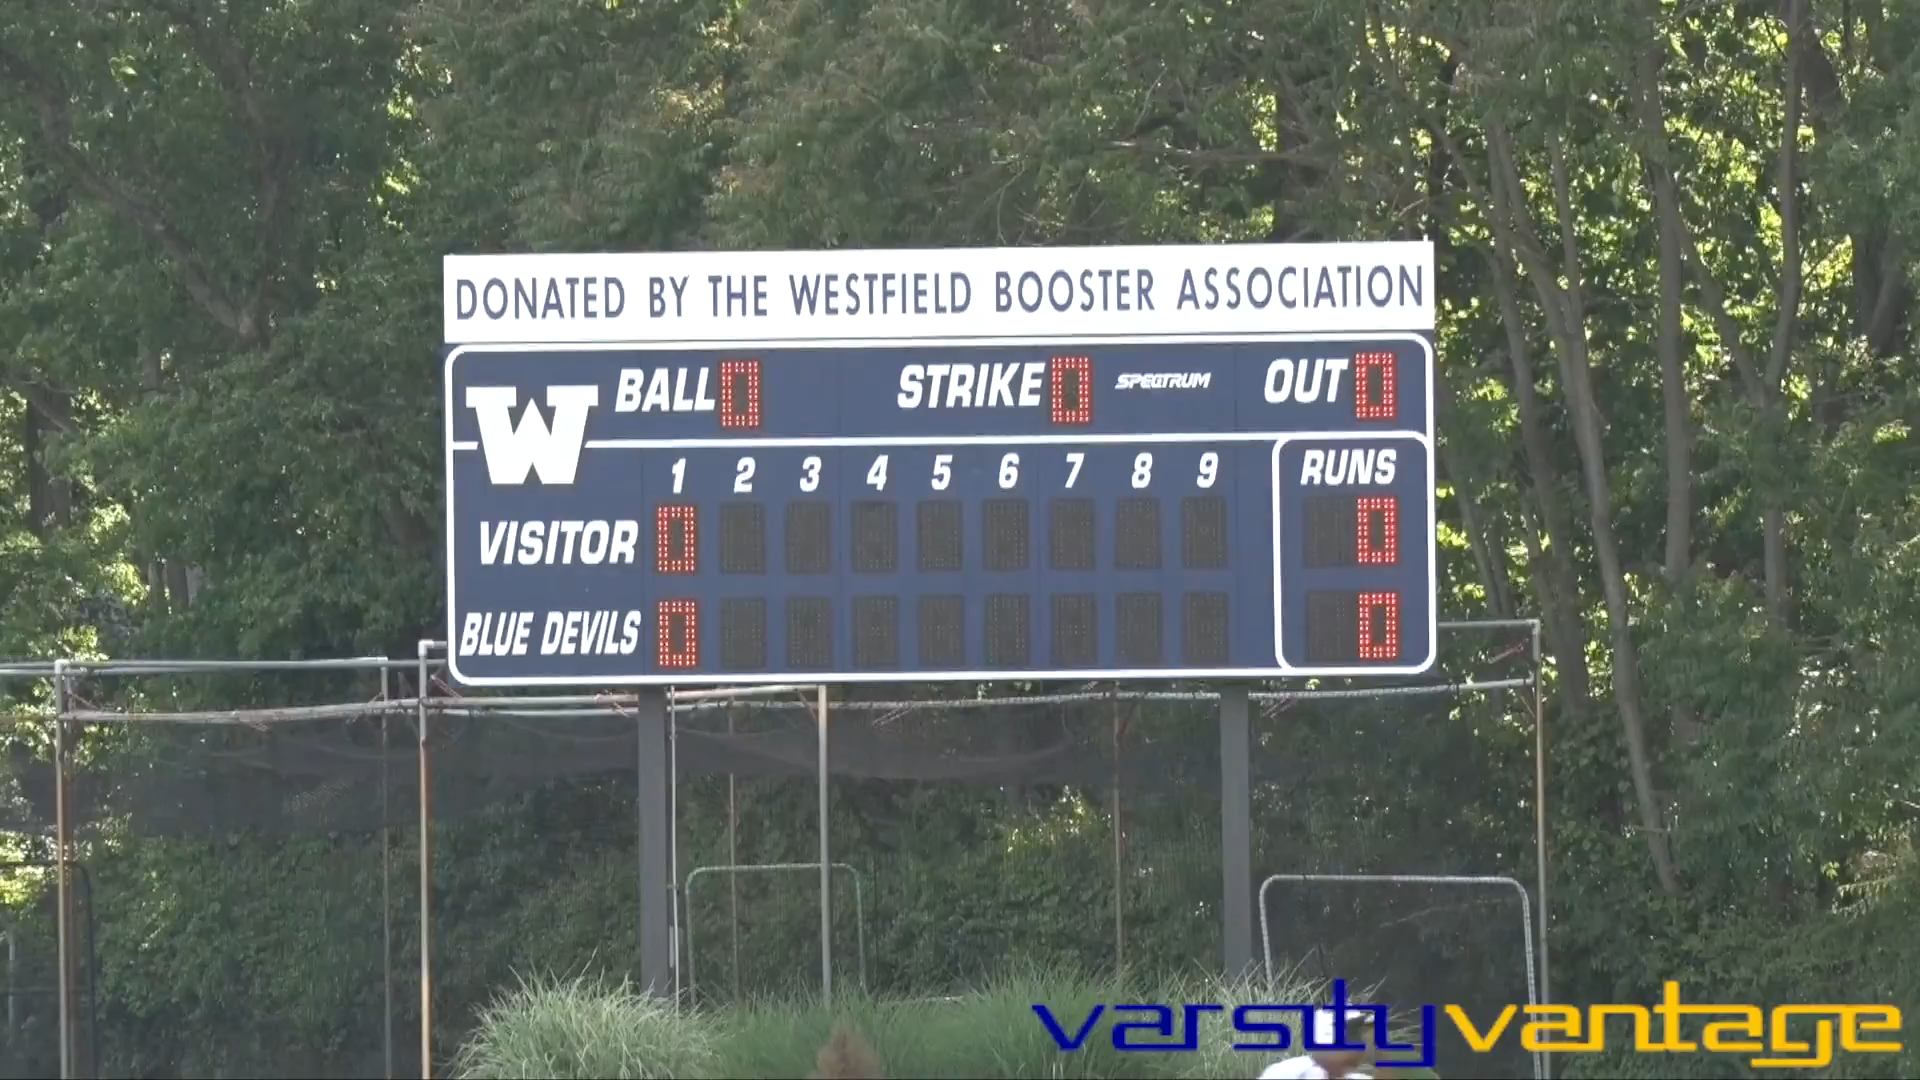 DONATED BY THE WESTFIELD BOOSTER ASSOCIATION
BALL 0 STRIKE 0 SPECTRUM OUT 0
W
1 2 3 4 5 6 7 8 9 RUNS
VISITOR 0 0
BLUE DEVILS 0 0
varsityvantage